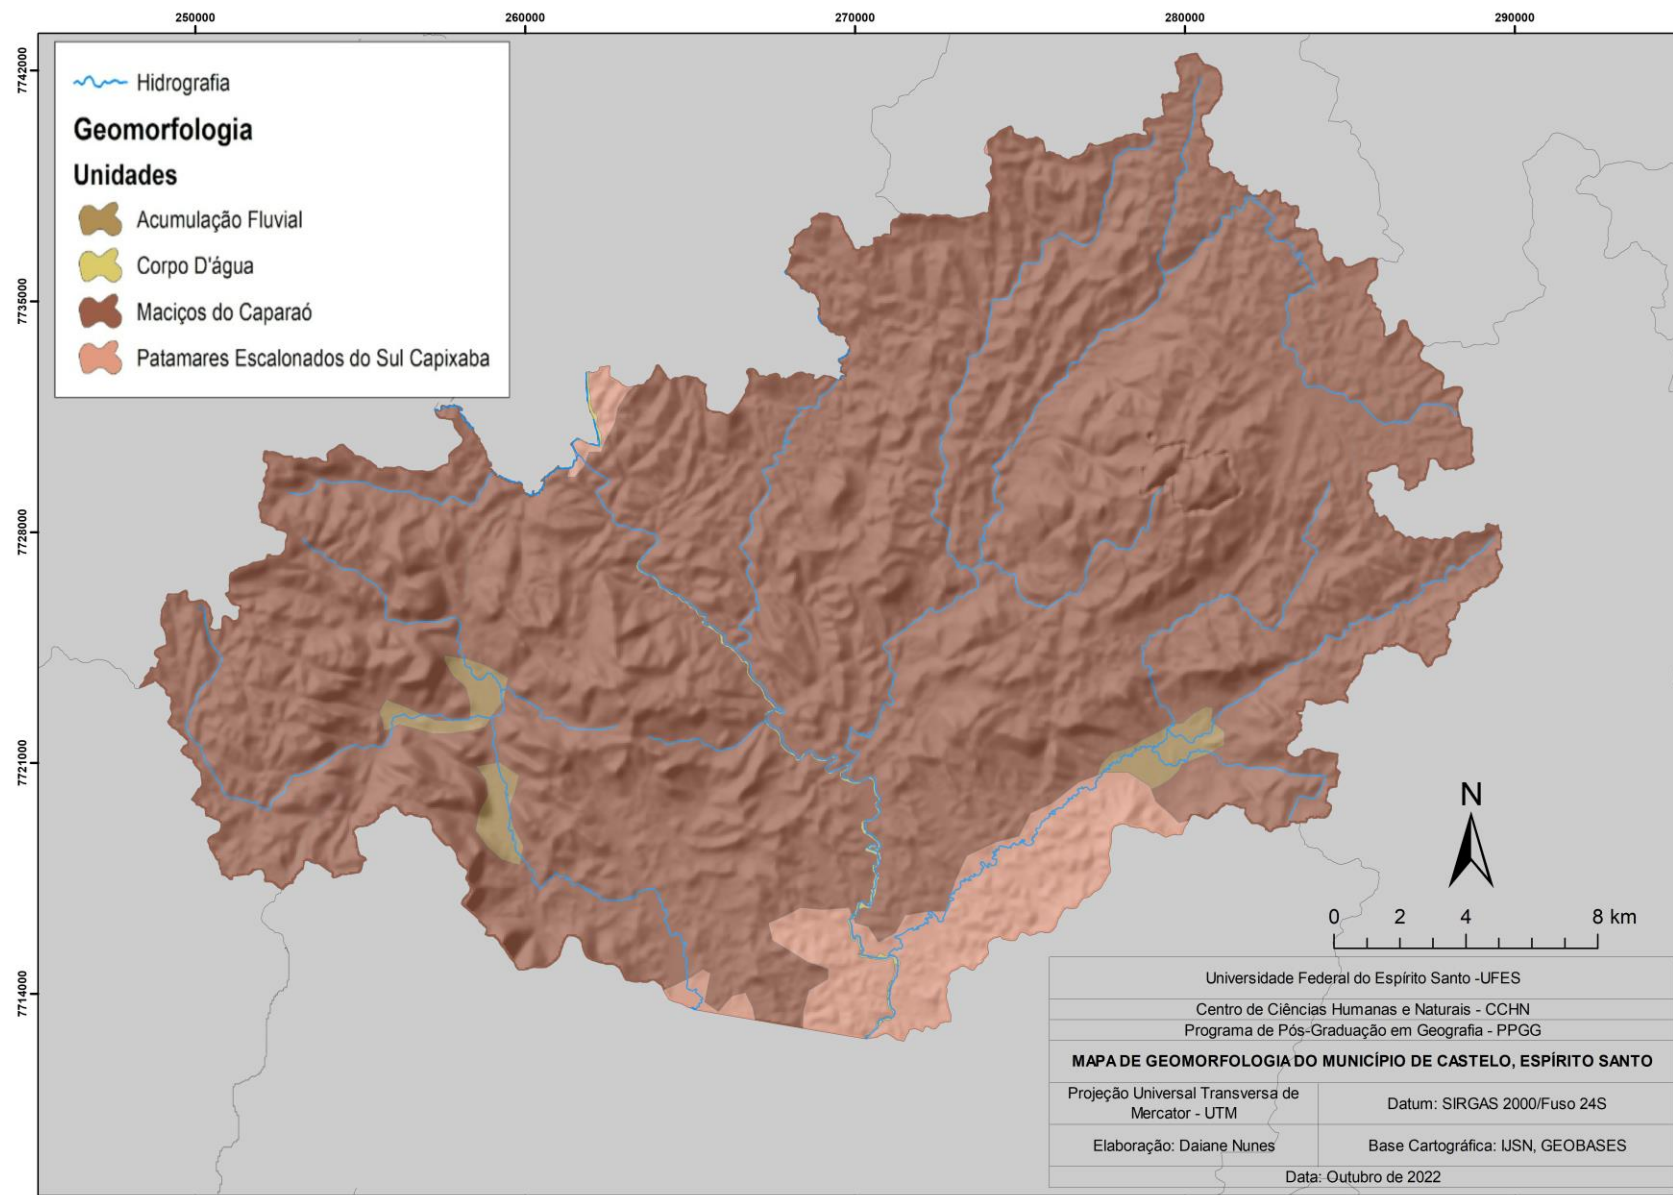 250000 260000 270000 280000 290000
7742000
7735000
7728000
7721000
7714000
Hidrografia
Geomorfologia
Unidades
Acumulação Fluvial
Corpo D'água
Maciços do Caparaó
Patamares Escalonados do Sul Capixaba
N
0 2 4 8 km
Universidade Federal do Espírito Santo -UFES
Centro de Ciências Humanas e Naturais - CCHN
Programa de Pós-Graduação em Geografia - PPGG
MAPA DE GEOMORFOLOGIA DO MUNICÍPIO DE CASTELO, ESPÍRITO SANTO
Projeção Universal Transversa de
Mercator - UTM
Datum: SIRGAS 2000/Fuso 24S
Elaboração: Daiane Nunes
Base Cartográfica: IJSN, GEOBASES
Data: Outubro de 2022